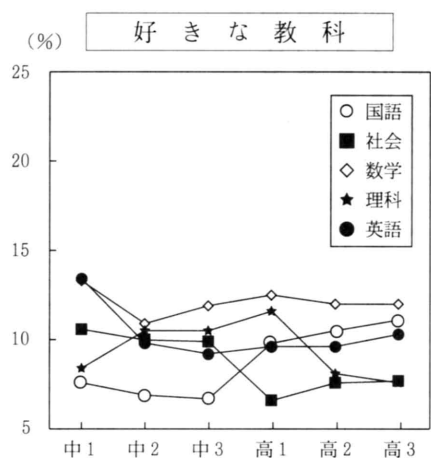 好きな教科
(%)
25
20
15
10
5
国語
社会
数学
理科
英語
中1 中2 中3 高1 高2 高3